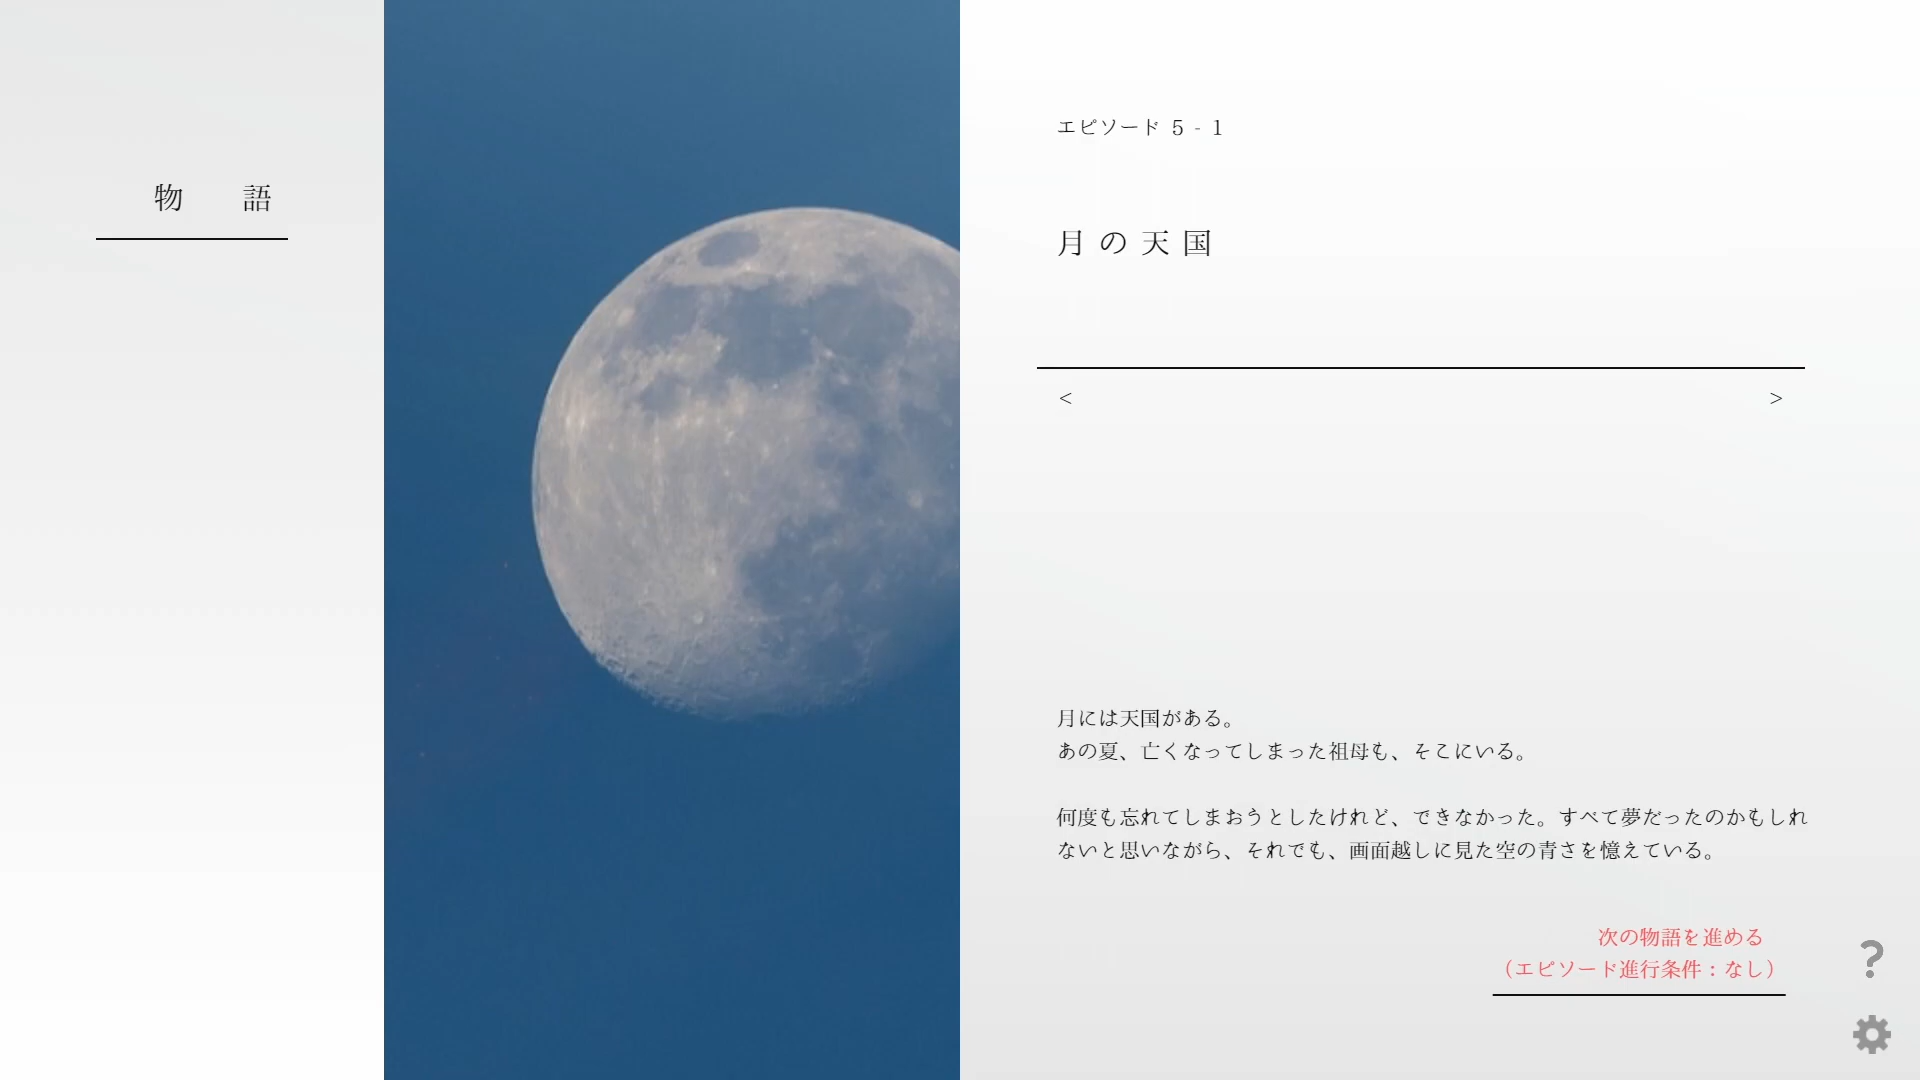 物語
エピソード 5 - 1
月の天国
< >
月には天国がある。
あの夏、亡くなってしまった祖母も、そこにいる。
何度も忘れてしまおうとしたけれど、できなかった。すべて夢だったのかもしれ
ないと思いながら、それでも、画面越しに見た空の青さを憶えている。
次の物語を進める
（エピソード進行条件：なし）
?